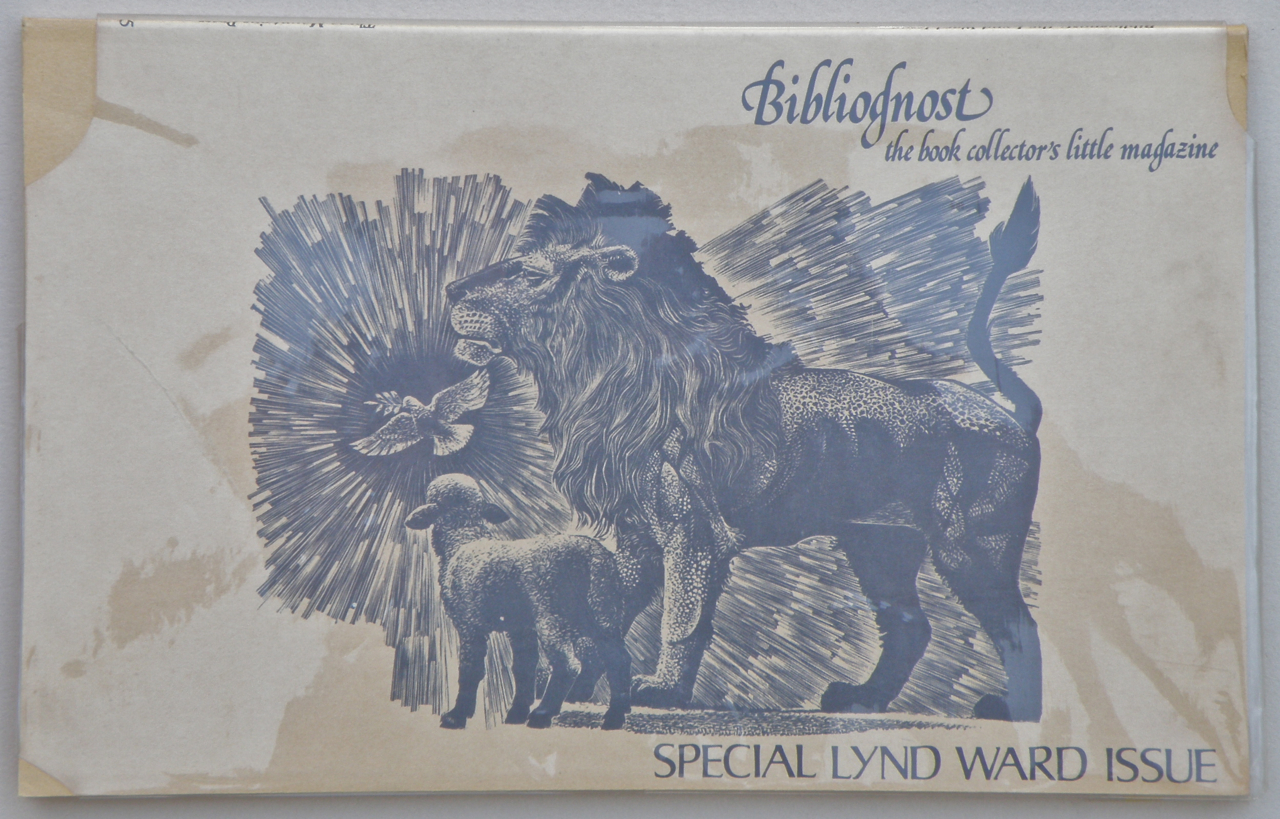 Bibliognost
the book collector's little magazine
SPECIAL LYND WARD ISSUE